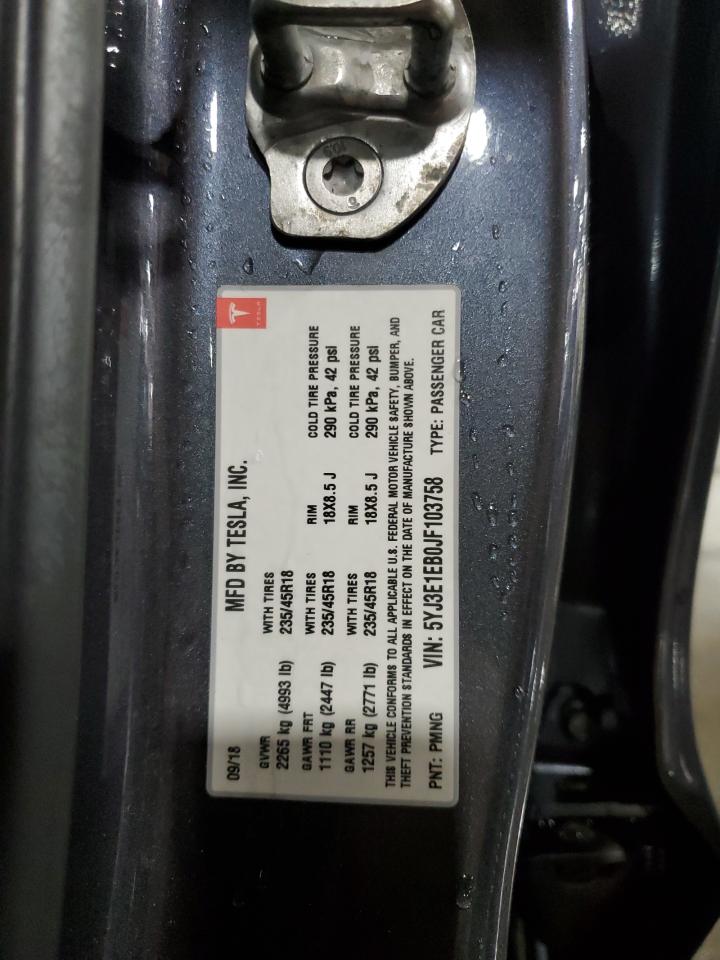 TESLA
09/18 MFD BY TESLA, INC.
GVWR WITH TIRES
2265 kg (4993 lb) 235/45R18
GAWR FRT WITH TIRES RIM COLD TIRE PRESSURE
1110 kg (2447 lb) 235/45R18 18X8.5 J 290 kPa, 42 psi
GAWR RR WITH TIRES RIM COLD TIRE PRESSURE
1257 kg (2771 lb) 235/45R18 18X8.5 J 290 kPa, 42 psi
THIS VEHICLE CONFORMS TO ALL APPLICABLE U.S. FEDERAL MOTOR VEHICLE SAFETY, BUMPER, AND
THEFT PREVENTION STANDARDS IN EFFECT ON THE DATE OF MANUFACTURE SHOWN ABOVE.
PNT: PMNG VIN: 5YJ3E1EB0JF103758 TYPE: PASSENGER CAR